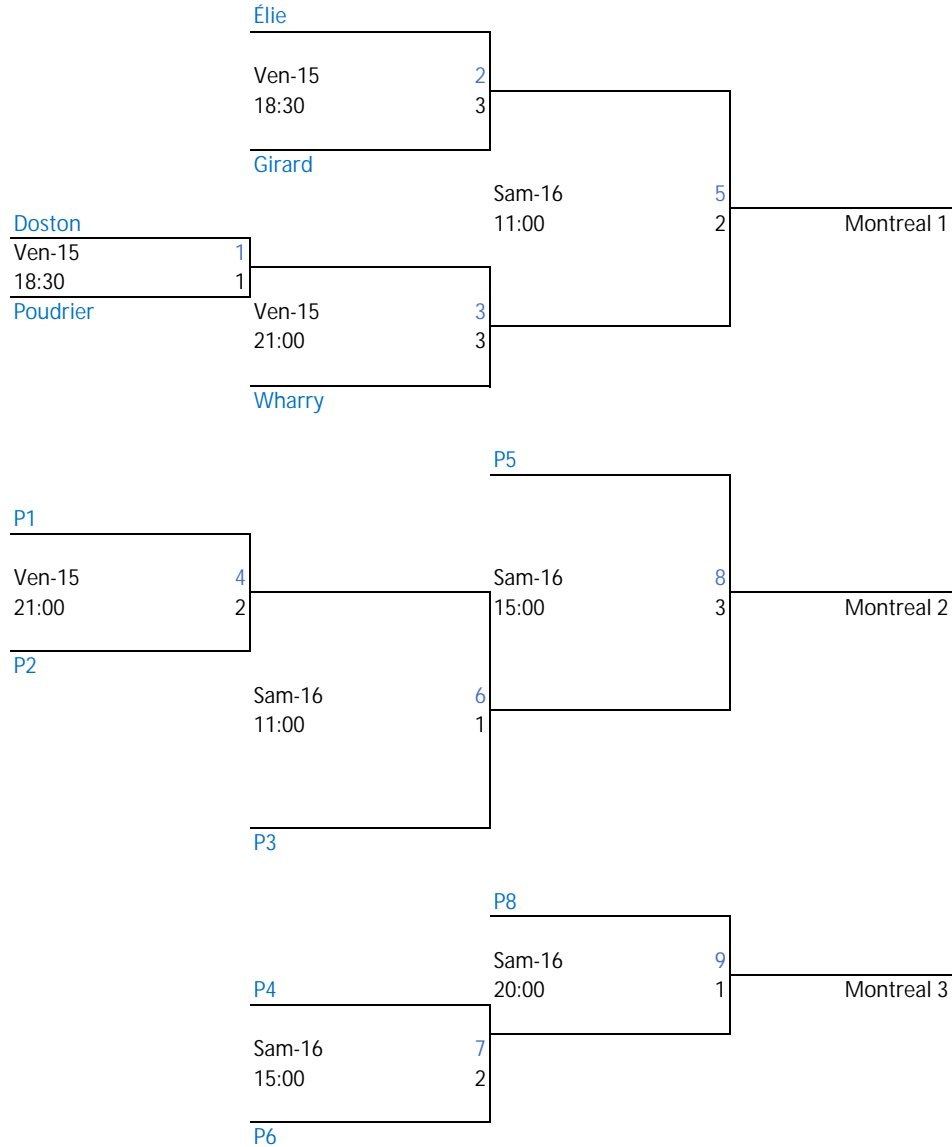 Élie
Ven-15 2
18:30 3
Girard
Sam-16 5
Doston 11:00 2 Montreal 1
Ven-15 1
18:30 1
Poudrier Ven-15 3
21:00 3
Wharry
P5
P1
Ven-15 4 Sam-16 8
21:00 2 15:00 3 Montreal 2
P2
Sam-16 6
11:00 1
P3
P8
Sam-16 9
P4 20:00 1 Montreal 3
Sam-16 7
15:00 2
P6